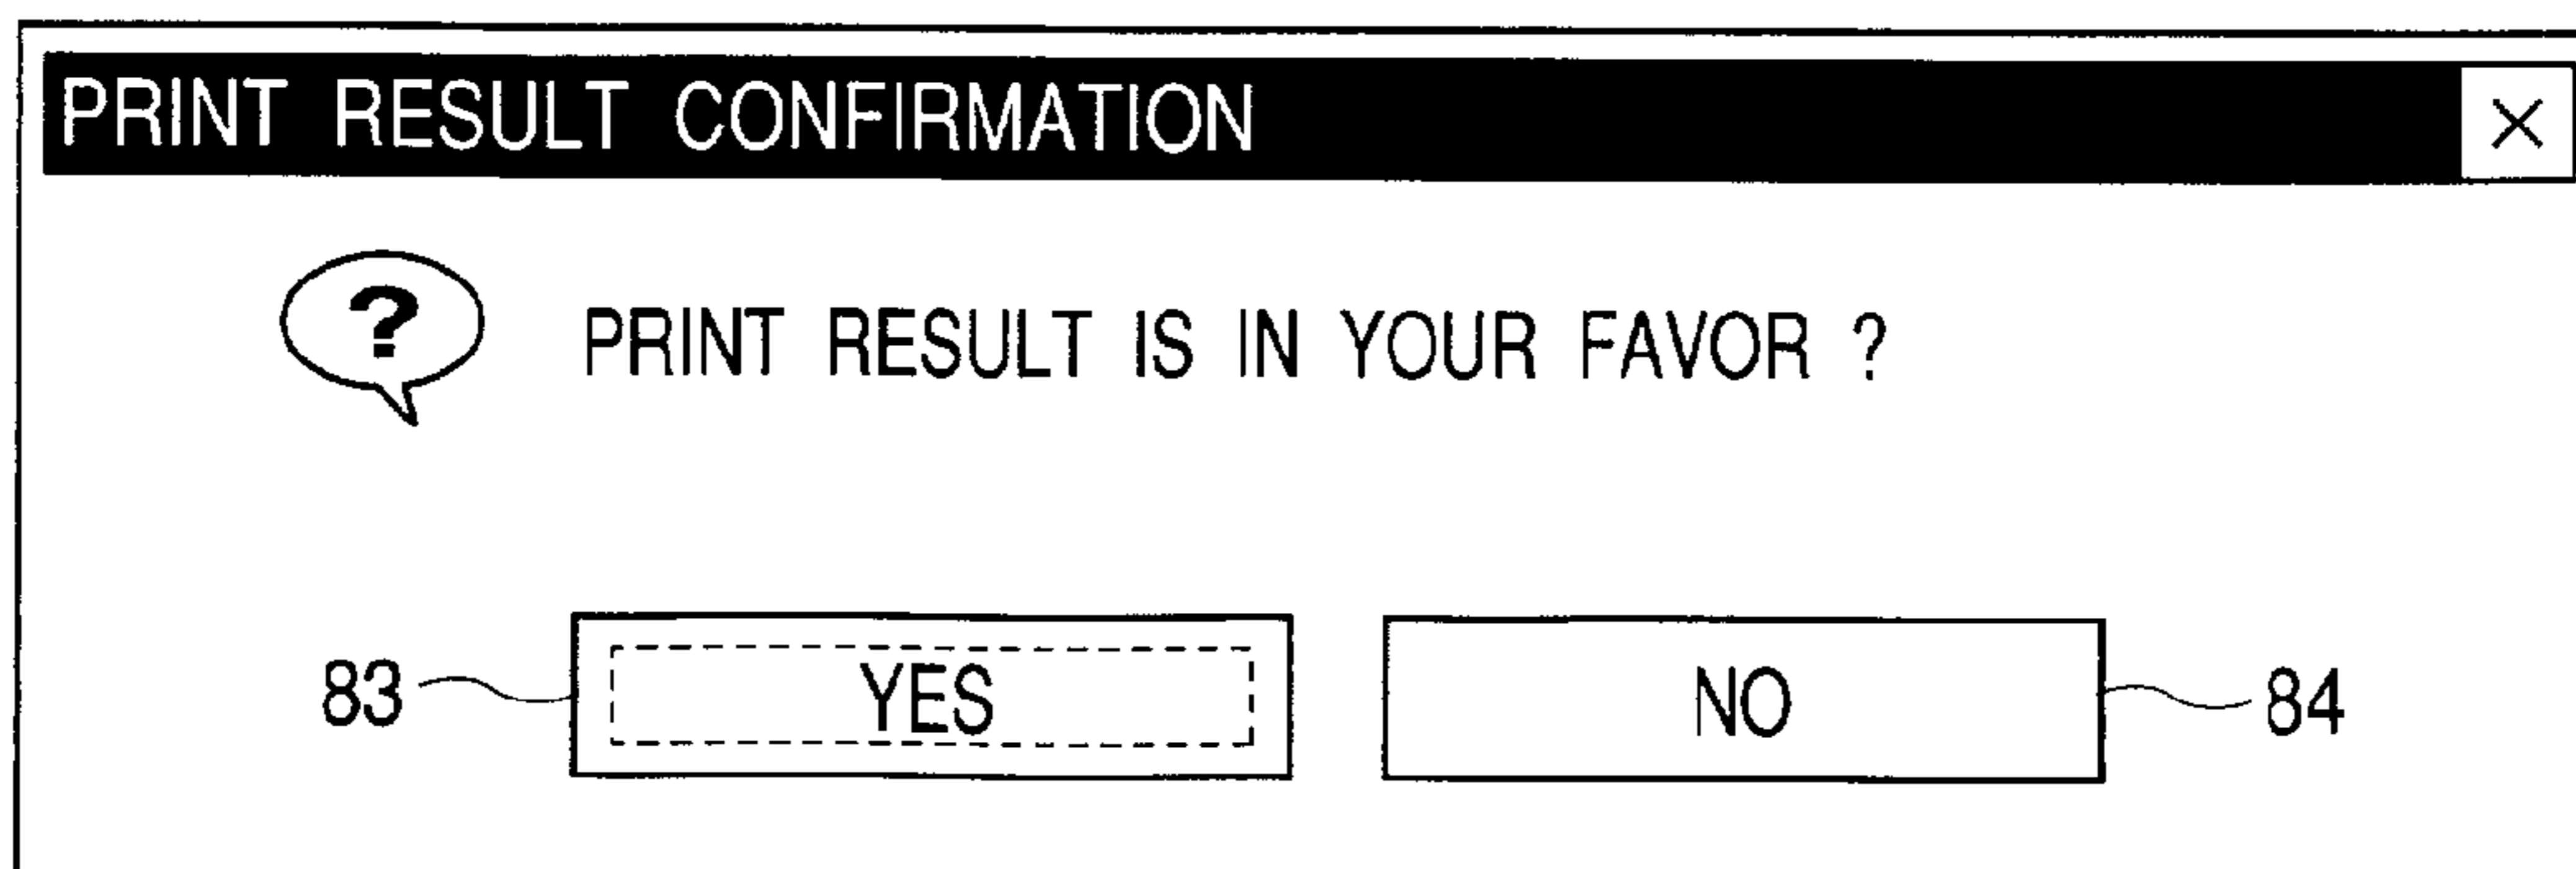 PRINT RESULT CONFIRMATION ×
? PRINT RESULT IS IN YOUR FAVOR ?
83 YES NO 84